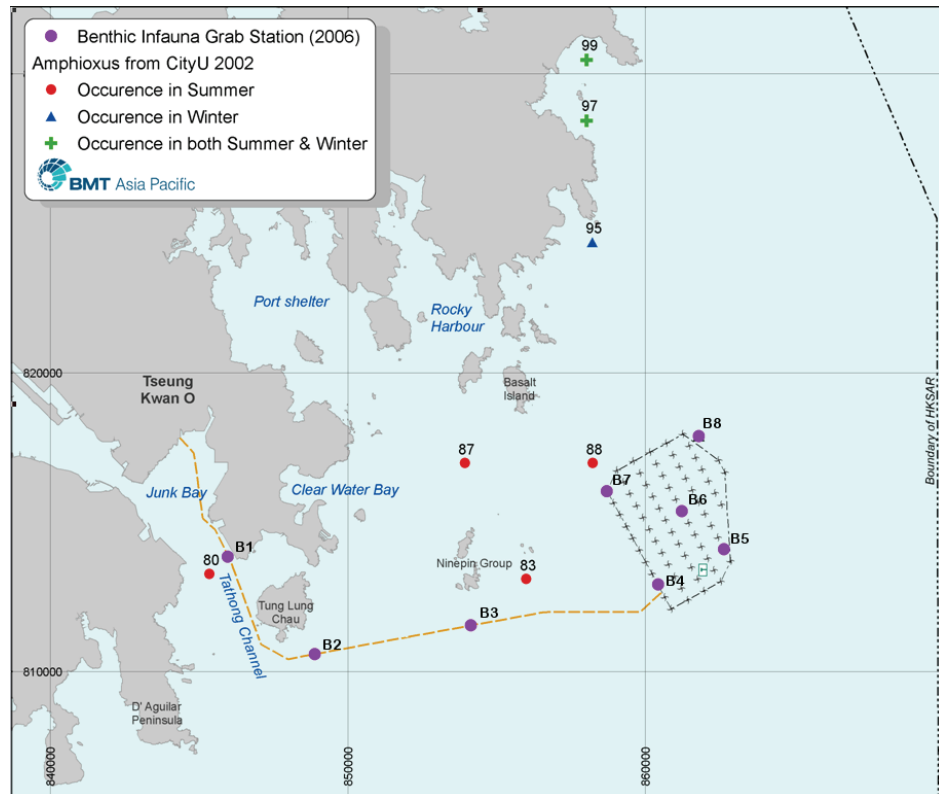 Benthic Infauna Grab Station (2006)
Amphioxus from CityU 2002
Occurence in Summer
Occurence in Winter
Occurence in both Summer & Winter
BMT Asia Pacific
99
97
95
Port shelter
Rocky
Harbour
820000
Tseung
Kwan O
Basalt
Island
Boundary of HKSAR
B8
87
88
B7
Junk Bay
Clear Water Bay
B6
B1
B5
80
Ninepin Group
83
B4
Tathong Channel
Tung Lung
Chau
B3
B2
810000
D' Aguilar
Peninsula
840000
850000
860000